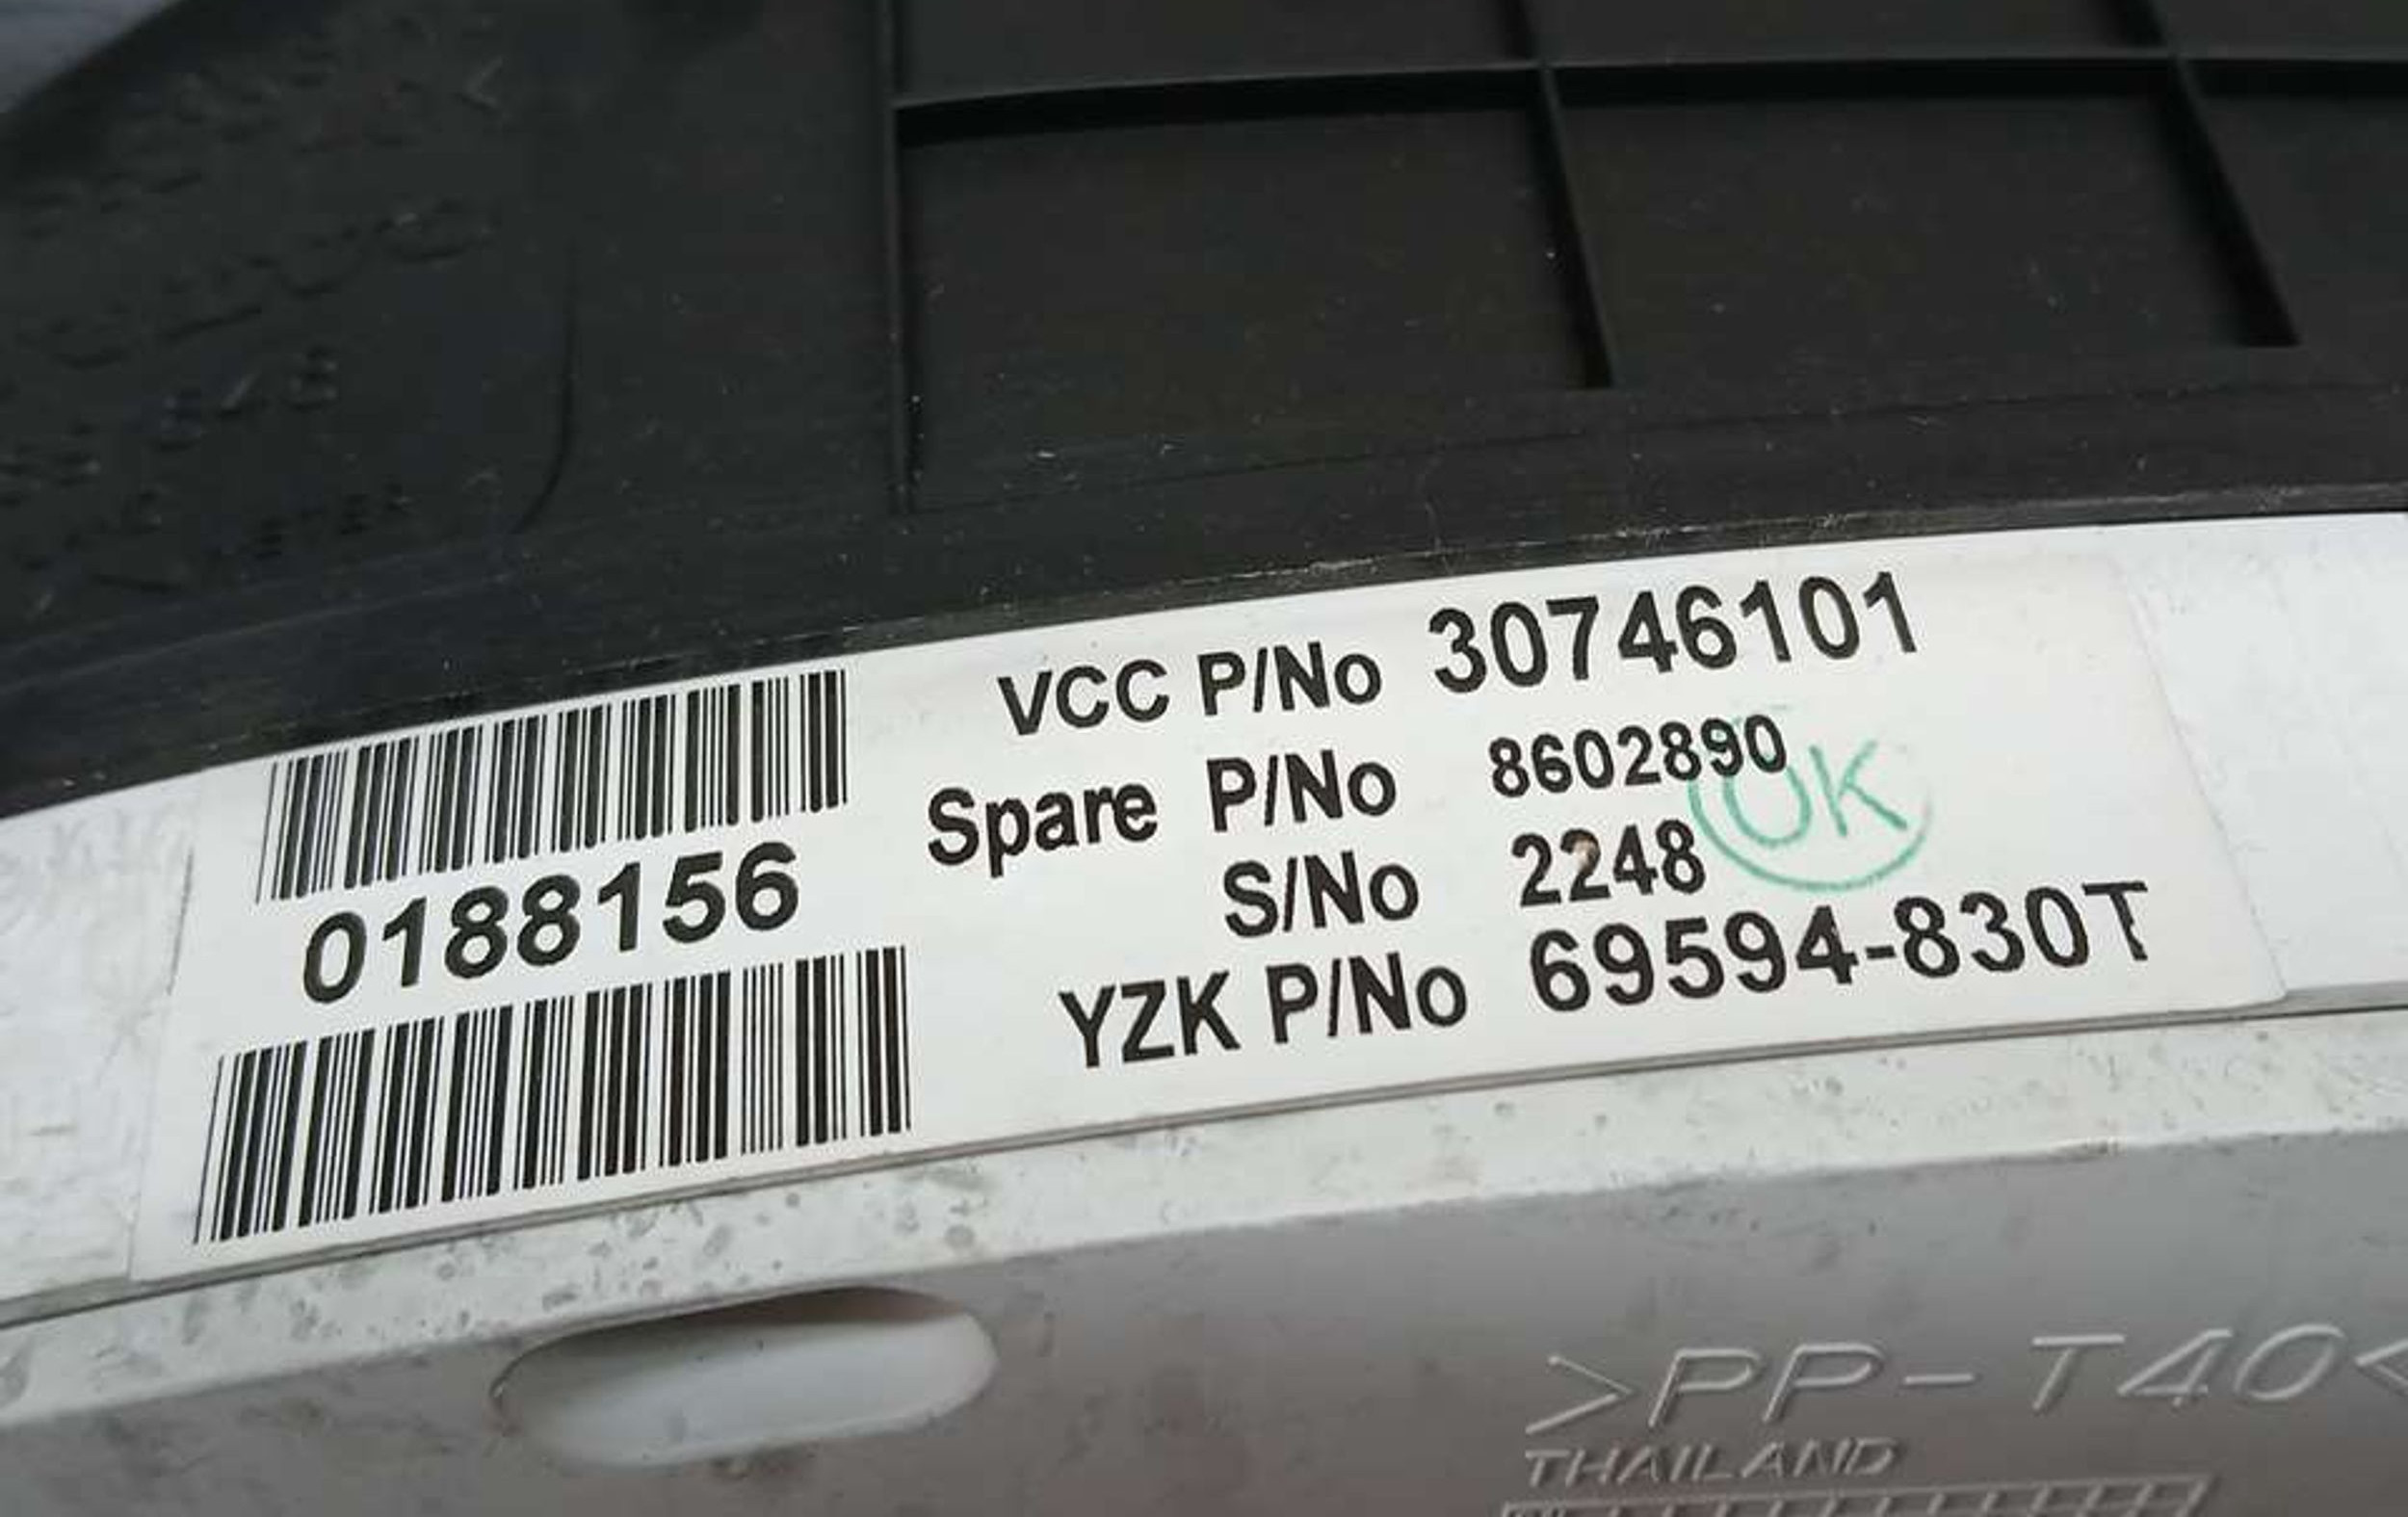 VCC P/No 30746101
Spare P/No 8602890
OK
S/No 2248
YZK P/No 69594-830T
0188156
>PP-T40<
THAILAND